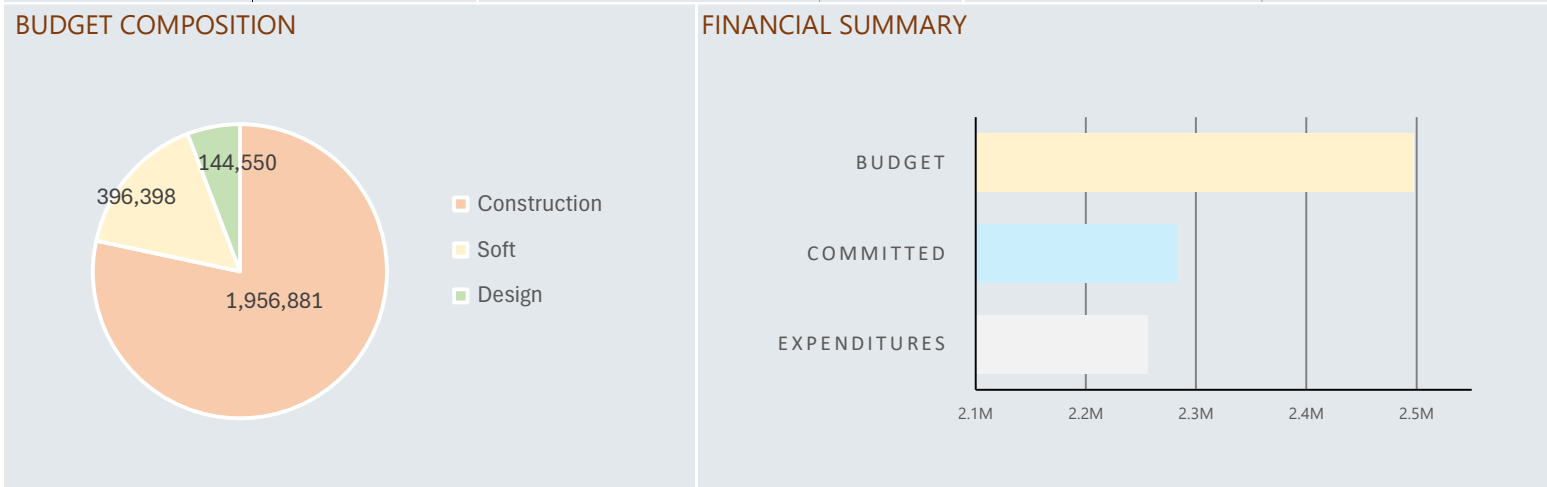 BUDGET COMPOSITION
144,550
396,398
1,956,881
Construction
Soft
Design
FINANCIAL SUMMARY
BUDGET
COMMITTED
EXPENDITURES
2.1M 2.2M 2.3M 2.4M 2.5M